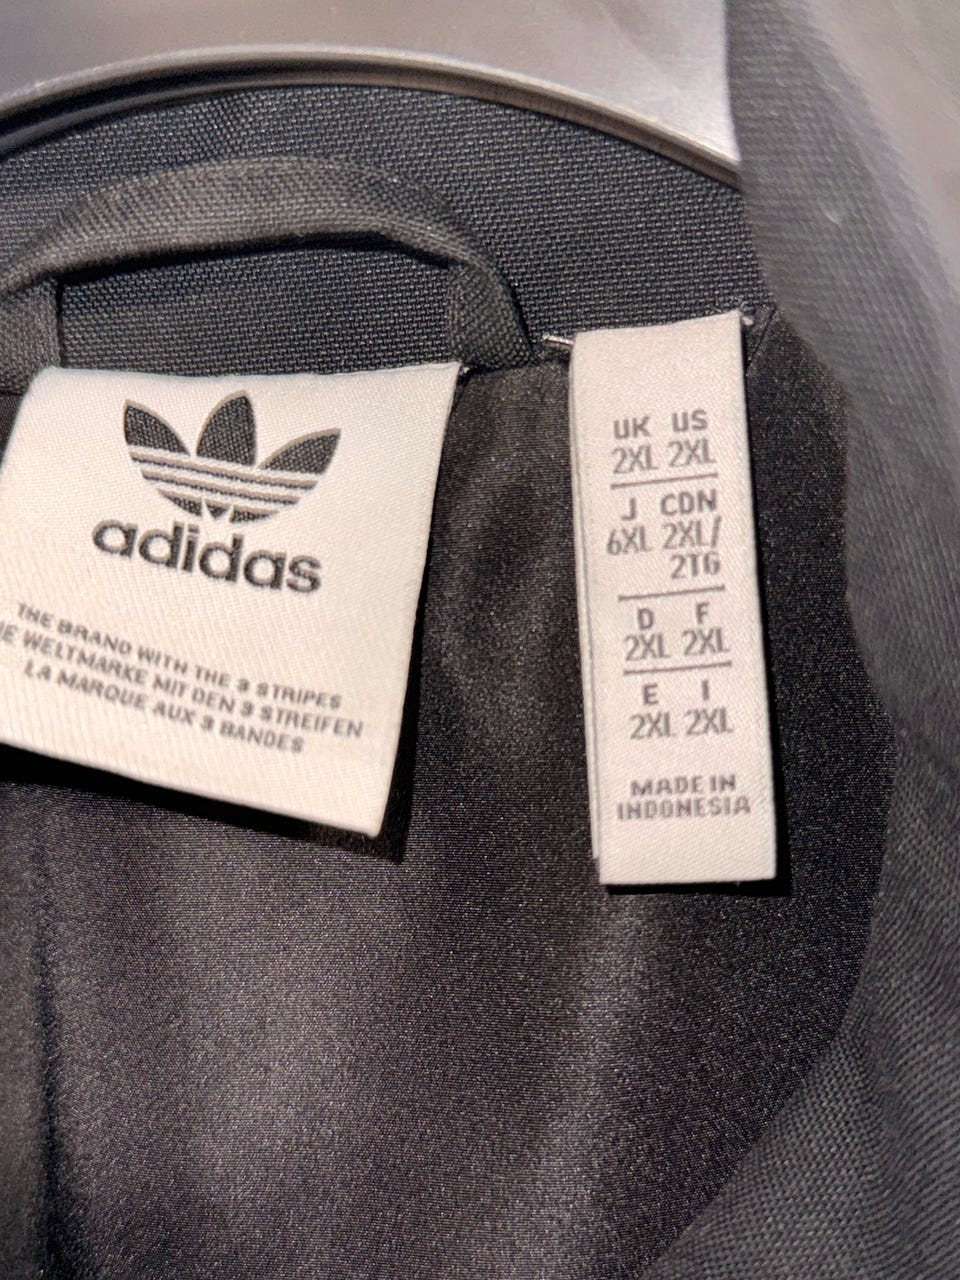 adidas
THE BRAND WITH THE 3 STRIPES
WELTMARKE MIT DEN 3 STREIFEN
LA MARQUE AUX 3 BANDES
UK US
2XL 2XL
J CDN
6XL 2XL/
2TG
D F
2XL 2XL
E I
2XL 2XL
MADE IN
INDONESIA